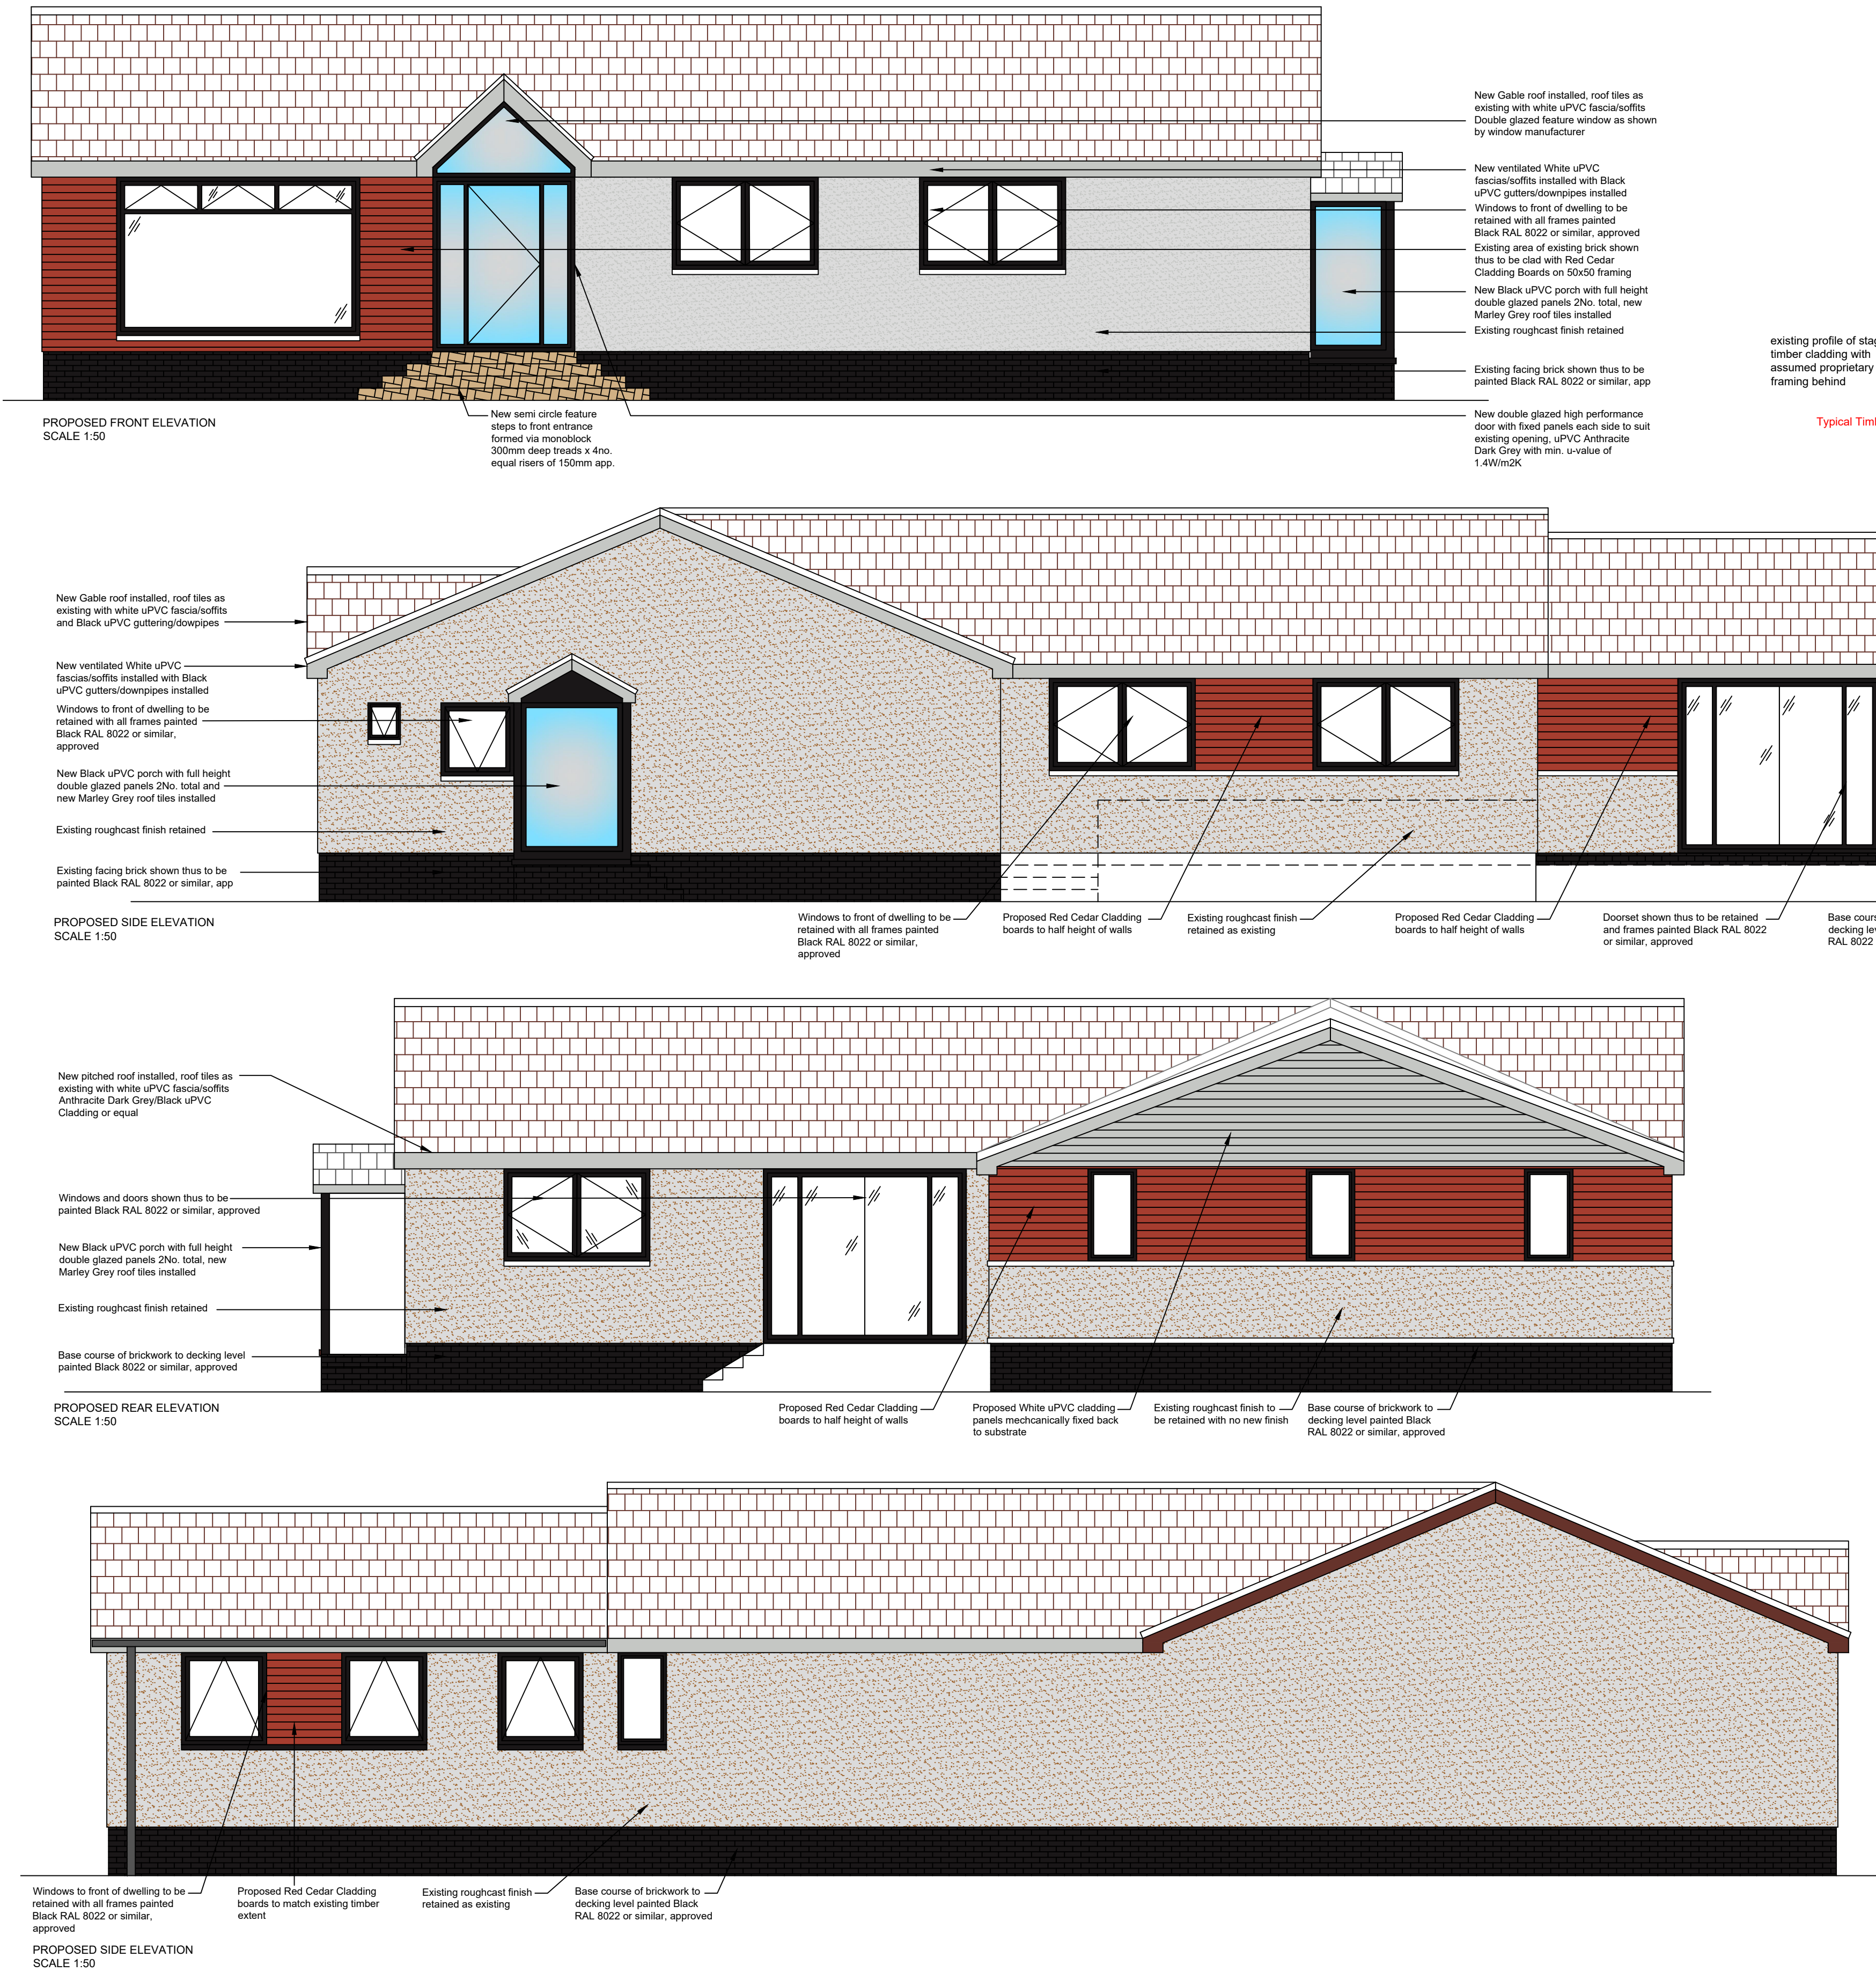 New Gable roof installed, roof tiles as
existing with white uPVC fascia/soffits
Double glazed feature window as shown
by window manufacturer
New ventilated White uPVC
fascias/soffits installed with Black
uPVC gutters/downpipes installed
Windows to front of dwelling to be
retained with all frames painted
Black RAL 8022 or similar, approved
Existing area of existing brick shown
thus to be clad with Red Cedar
Cladding Boards on 50x50 framing
New Black uPVC porch with full height
double glazed panels 2No. total, new
Marley Grey roof tiles installed
Existing roughcast finish retained
Existing facing brick shown thus to be
painted Black RAL 8022 or similar, app
New double glazed high performance
door with fixed panels each side to suit
existing opening, uPVC Anthracite
Dark Grey with min. u-value of
1.4W/m2K
existing profile of stag
timber cladding with
assumed proprietary
framing behind
Typical Timb
PROPOSED FRONT ELEVATION
SCALE 1:50
New semi circle feature
steps to front entrance
formed via monoblock
300mm deep treads x 4no.
equal risers of 150mm app.
New Gable roof installed, roof tiles as
existing with white uPVC fascia/soffits
and Black uPVC guttering/dowpipes
New ventilated White uPVC
fascias/soffits installed with Black
uPVC gutters/downpipes installed
Windows to front of dwelling to be
retained with all frames painted
Black RAL 8022 or similar,
approved
New Black uPVC porch with full height
double glazed panels 2No. total and
new Marley Grey roof tiles installed
Existing roughcast finish retained
Existing facing brick shown thus to be
painted Black RAL 8022 or similar, app
PROPOSED SIDE ELEVATION
SCALE 1:50
Windows to front of dwelling to be
retained with all frames painted
Black RAL 8022 or similar,
approved
Proposed Red Cedar Cladding
boards to half height of walls
Existing roughcast finish
retained as existing
Proposed Red Cedar Cladding
boards to half height of walls
Doorset shown thus to be retained
and frames painted Black RAL 8022
or similar, approved
Base cours
decking lev
RAL 8022
New pitched roof installed, roof tiles as
existing with white uPVC fascia/soffits
Anthracite Dark Grey/Black uPVC
Cladding or equal
Windows and doors shown thus to be
painted Black RAL 8022 or similar, approved
New Black uPVC porch with full height
double glazed panels 2No. total, new
Marley Grey roof tiles installed
Existing roughcast finish retained
Base course of brickwork to decking level
painted Black 8022 or similar, approved
PROPOSED REAR ELEVATION
SCALE 1:50
Proposed Red Cedar Cladding
boards to half height of walls
Proposed White uPVC cladding
panels mechcanically fixed back
to substrate
Existing roughcast finish to
be retained with no new finish
Base course of brickwork to
decking level painted Black
RAL 8022 or similar, approved
Windows to front of dwelling to be
retained with all frames painted
Black RAL 8022 or similar,
approved
Proposed Red Cedar Cladding
boards to match existing timber
extent
Existing roughcast finish
retained as existing
Base course of brickwork to
decking level painted Black
RAL 8022 or similar, approved
PROPOSED SIDE ELEVATION
SCALE 1:50